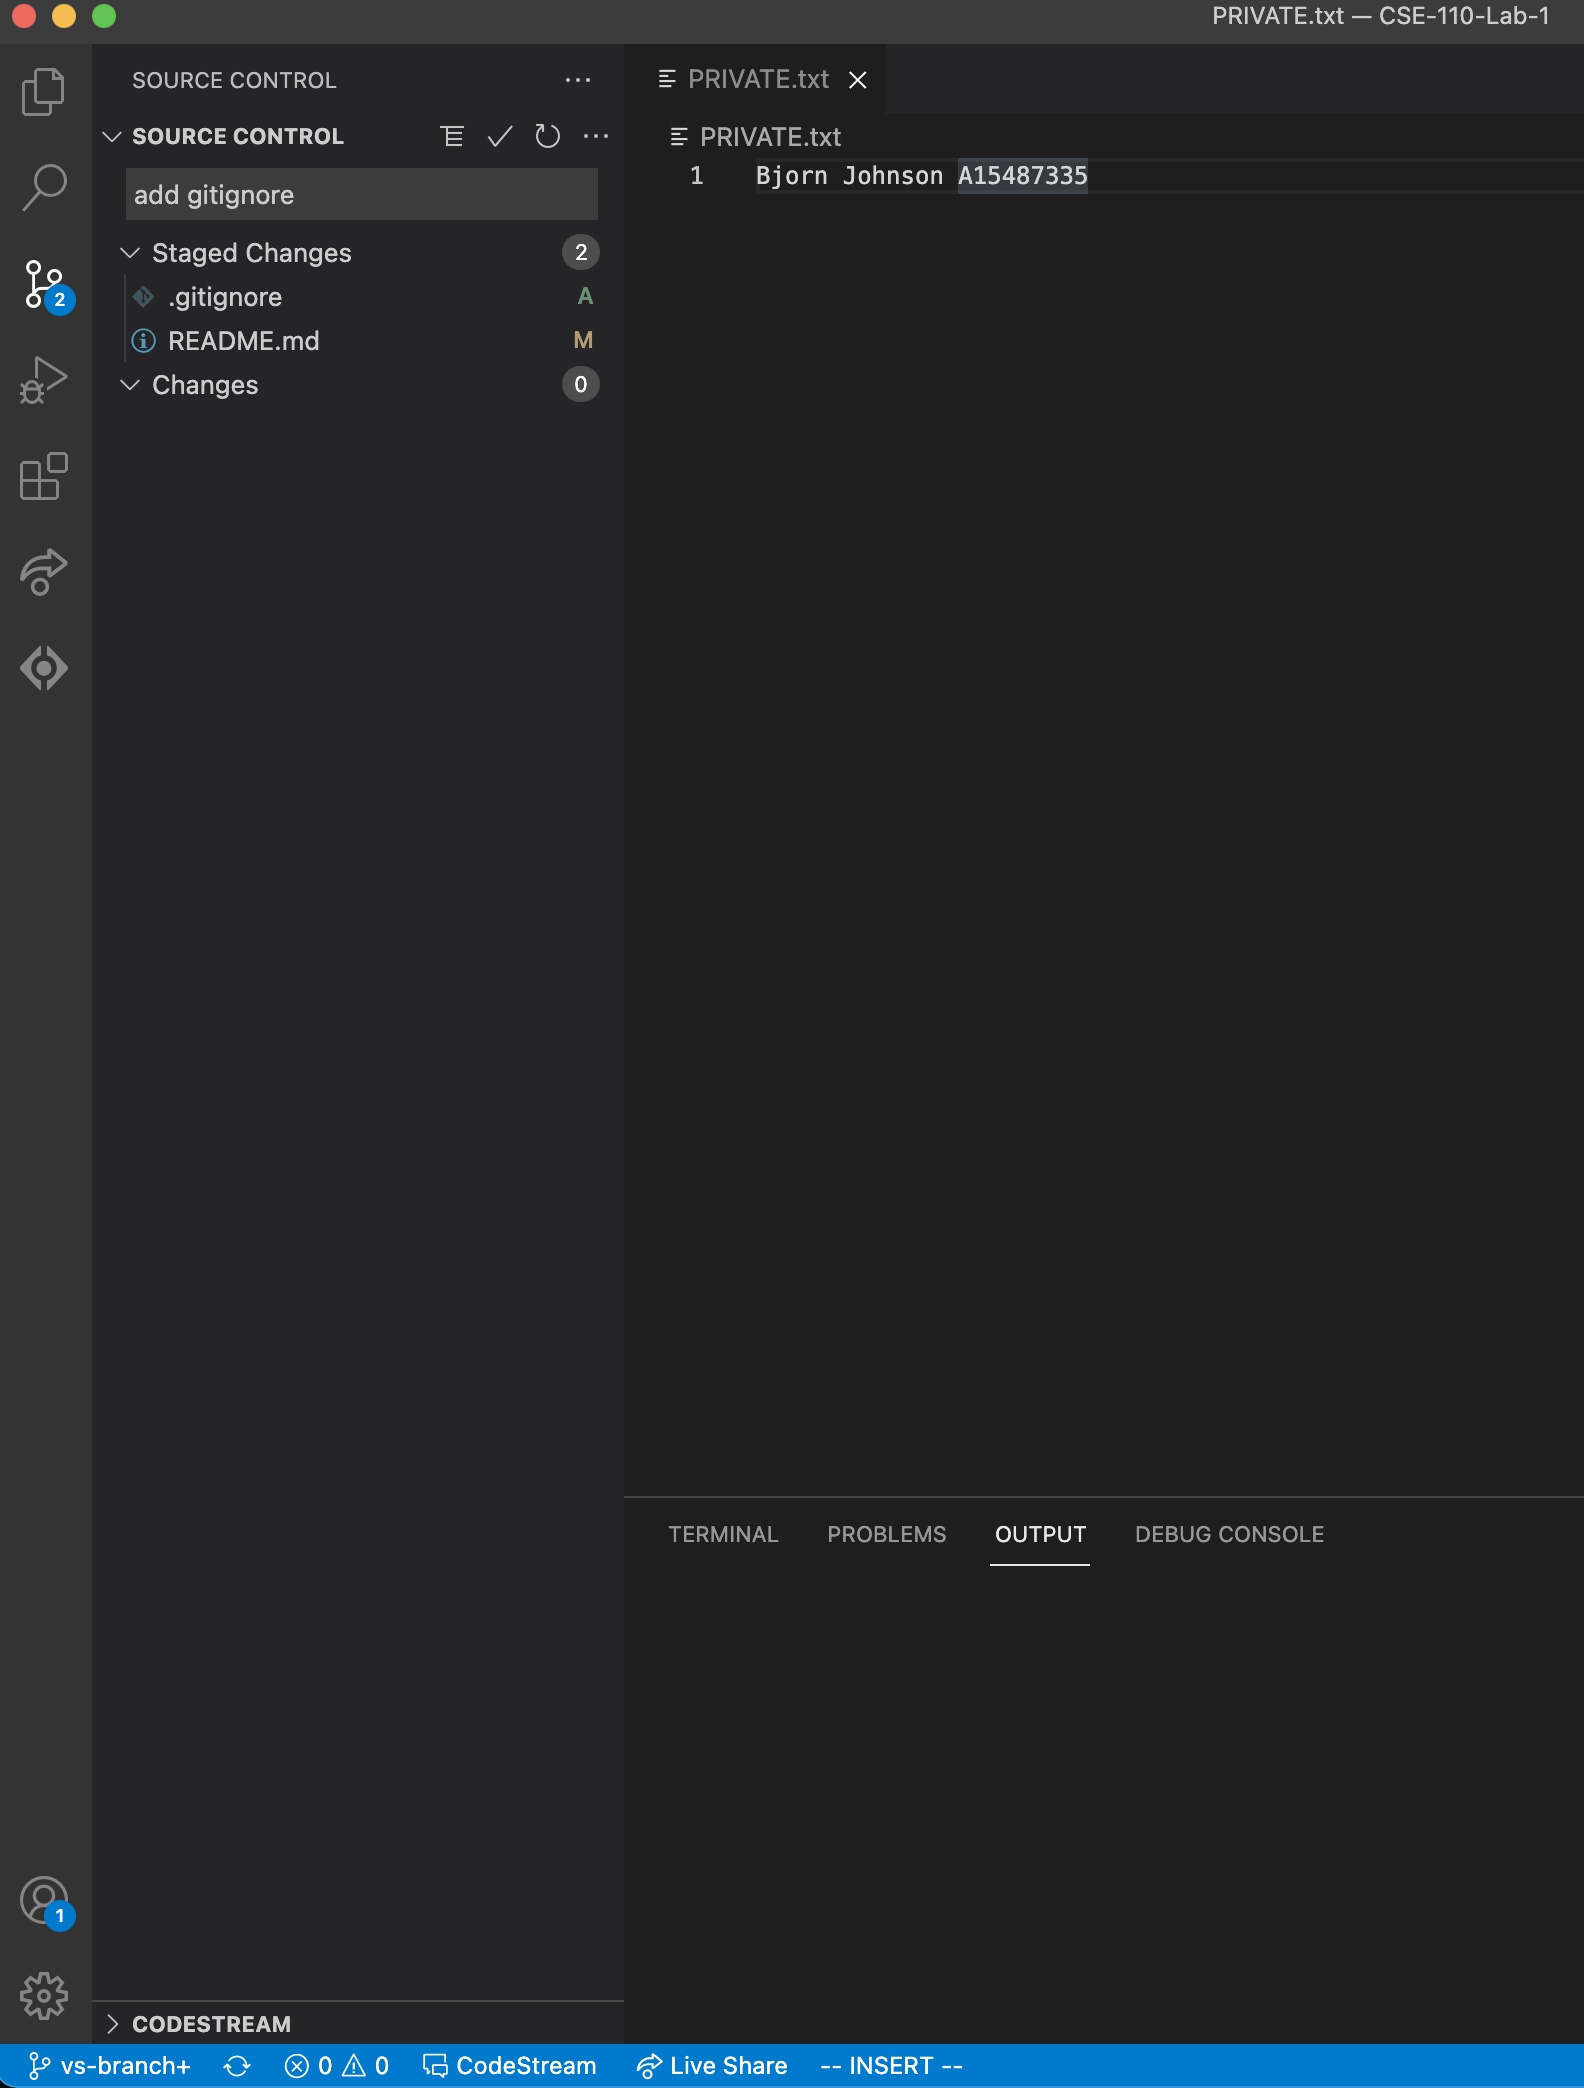 PRIVATE.txt — CSE-110-Lab-1
SOURCE CONTROL
SOURCE CONTROL
add gitignore
Staged Changes 2
.gitignore A
README.md M
Changes 0
2
1
CODESTREAM
PRIVATE.txt
PRIVATE.txt
1 Bjorn Johnson A15487335
TERMINAL PROBLEMS OUTPUT DEBUG CONSOLE
vs-branch+ 0 0 CodeStream Live Share -- INSERT --